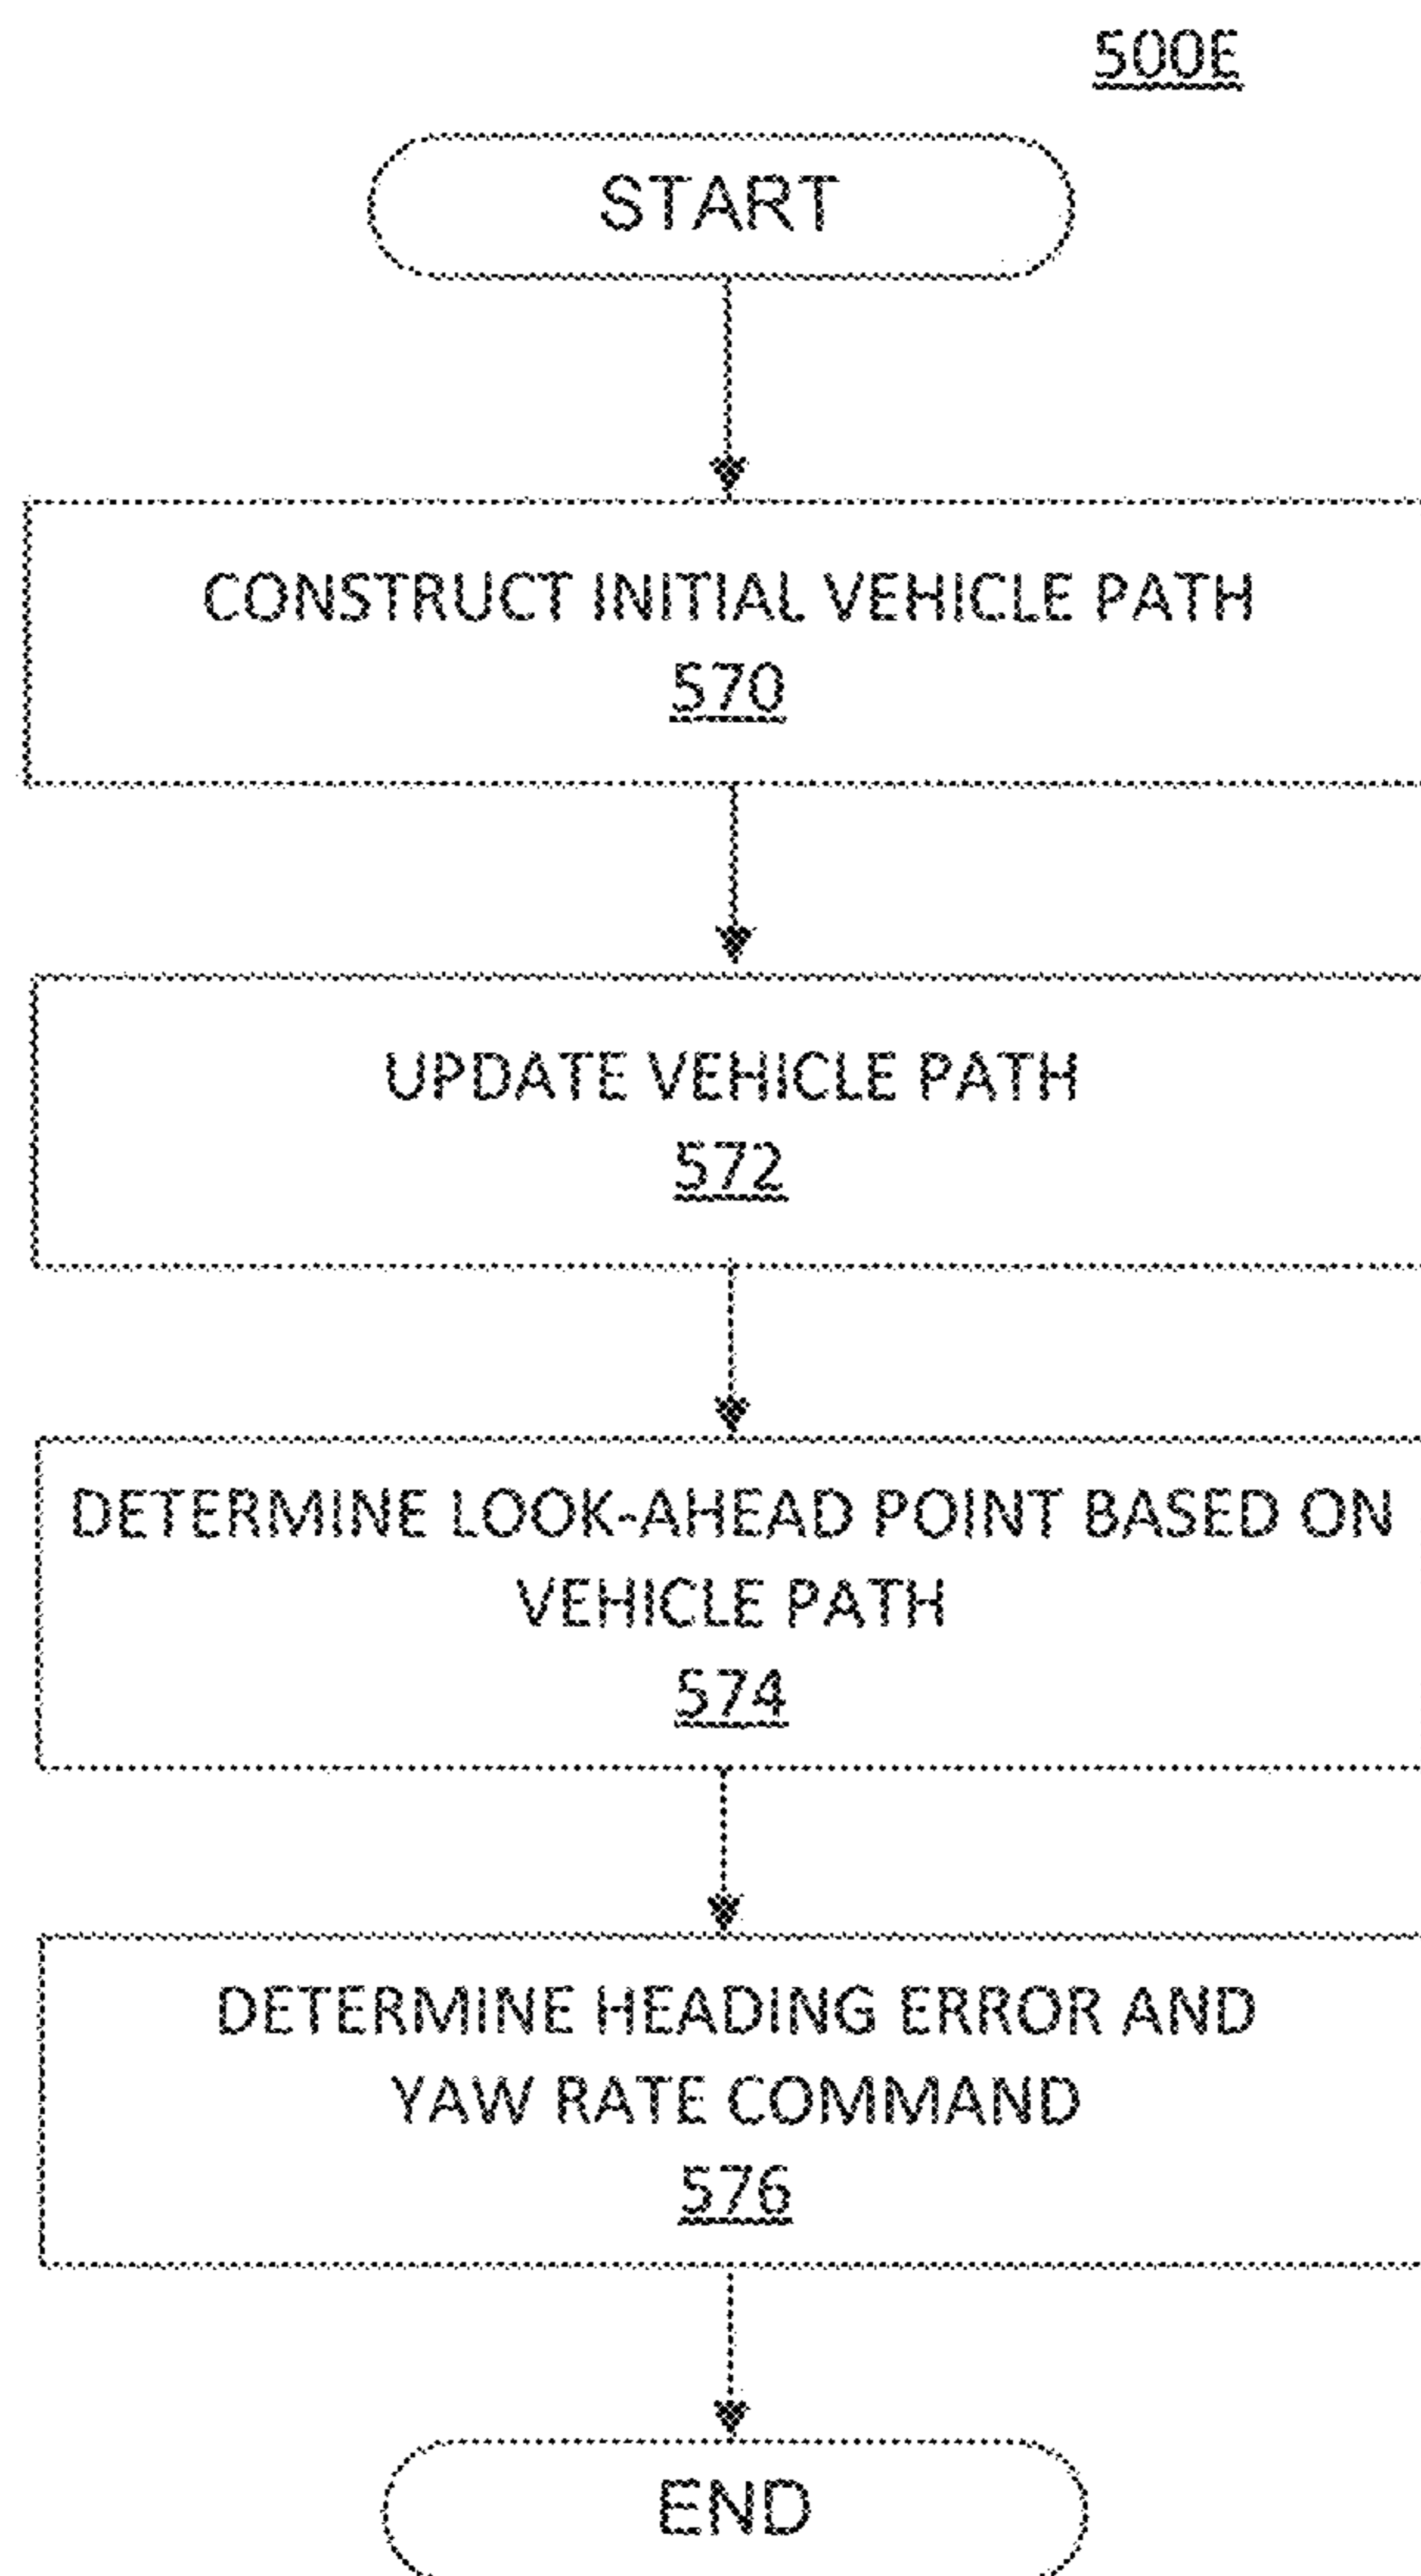 500E
START
CONSTRUCT INITIAL VEHICLE PATH
570
UPDATE VEHICLE PATH
572
DETERMINE LOOK-AHEAD POINT BASED ON
VEHICLE PATH
574
DETERMINE HEADING ERROR AND
YAW RATE COMMAND
576
END